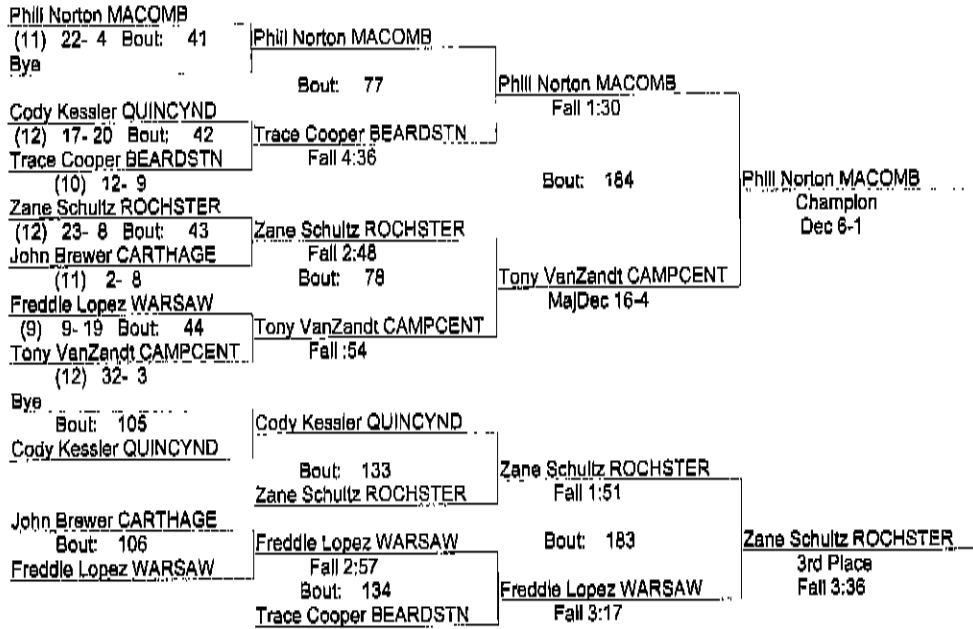 Phill Norton MACOMB
(11) 22- 4 Bout: 41
Bye
Phill Norton MACOMB
Bout: 77
Cody Kessler QUINCYND
(12) 17- 20 Bout: 42
Trace Cooper BEARDSTN
(10) 12- 9
Trace Cooper BEARDSTN
Fall 4:36
Phill Norton MACOMB
Fall 1:30
Bout: 184
Zane Schultz ROCHSTER
(12) 23- 8 Bout: 43
John Brewer CARTHAGE
(11) 2- 8
Zane Schultz ROCHSTER
Fall 2:48
Bout: 78
Freddie Lopez WARSAW
(9) 9- 19 Bout: 44
Tony VanZandt CAMPCENT
(12) 32- 3
Tony VanZandt CAMPCENT
Fall :54
Tony VanZandt CAMPCENT
MajDec 16-4
Phill Norton MACOMB
Champion
Dec 6-1
Bye
Bout: 105
Cody Kessler QUINCYND
Cody Kessler QUINCYND
Bout: 133
Zane Schultz ROCHSTER
Zane Schultz ROCHSTER
Fall 1:51
John Brewer CARTHAGE
Bout: 106
Freddie Lopez WARSAW
Freddie Lopez WARSAW
Fall 2:57
Bout: 134
Trace Cooper BEARDSTN
Bout: 183
Freddie Lopez WARSAW
Fall 3:17
Zane Schultz ROCHSTER
3rd Place
Fall 3:36